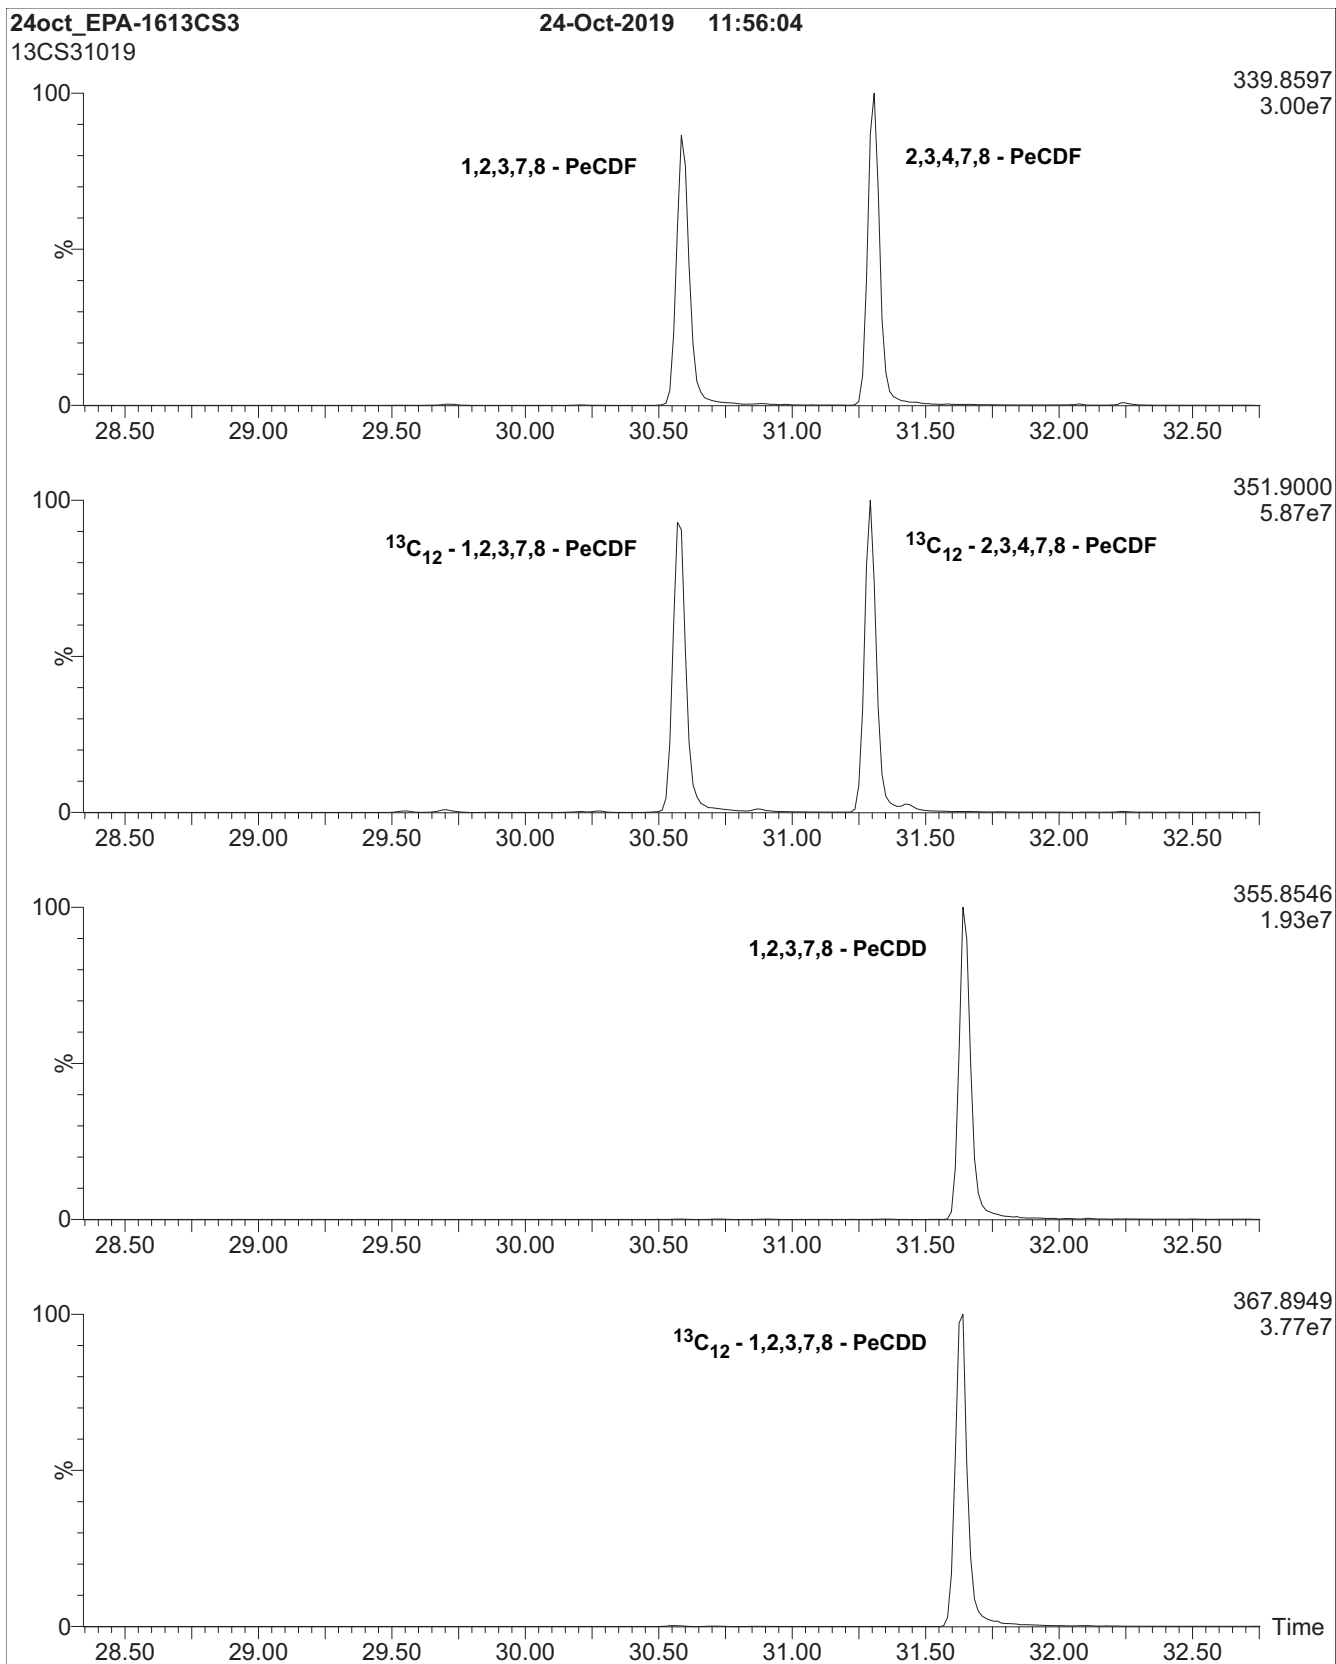 24oct_EPA-1613CS3 24-Oct-2019 11:56:04
13CS31019
339.8597
3.00e7
100
1,2,3,7,8 - PeCDF 2,3,4,7,8 - PeCDF
%
0
28.50 29.00 29.50 30.00 30.50 31.00 31.50 32.00 32.50
351.9000
5.87e7
100
13C12 - 1,2,3,7,8 - PeCDF 13C12 - 2,3,4,7,8 - PeCDF
%
0
28.50 29.00 29.50 30.00 30.50 31.00 31.50 32.00 32.50
355.8546
1.93e7
100
1,2,3,7,8 - PeCDD
%
0
28.50 29.00 29.50 30.00 30.50 31.00 31.50 32.00 32.50
367.8949
3.77e7
100
13C12 - 1,2,3,7,8 - PeCDD
%
0 Time
28.50 29.00 29.50 30.00 30.50 31.00 31.50 32.00 32.50